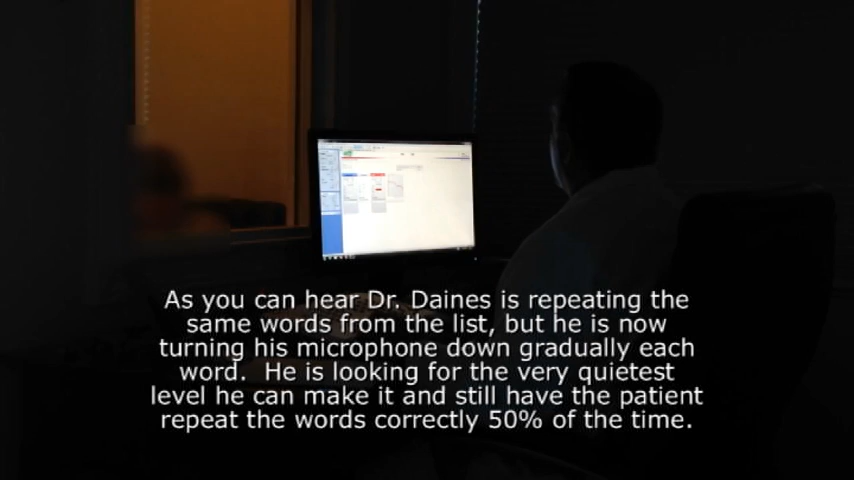 As you can hear Dr. Daines is repeating the
same words from the list, but he is now
turning his microphone down gradually each
word.  He is looking for the very quietest
level he can make it and still have the patient
repeat the words correctly 50% of the time.